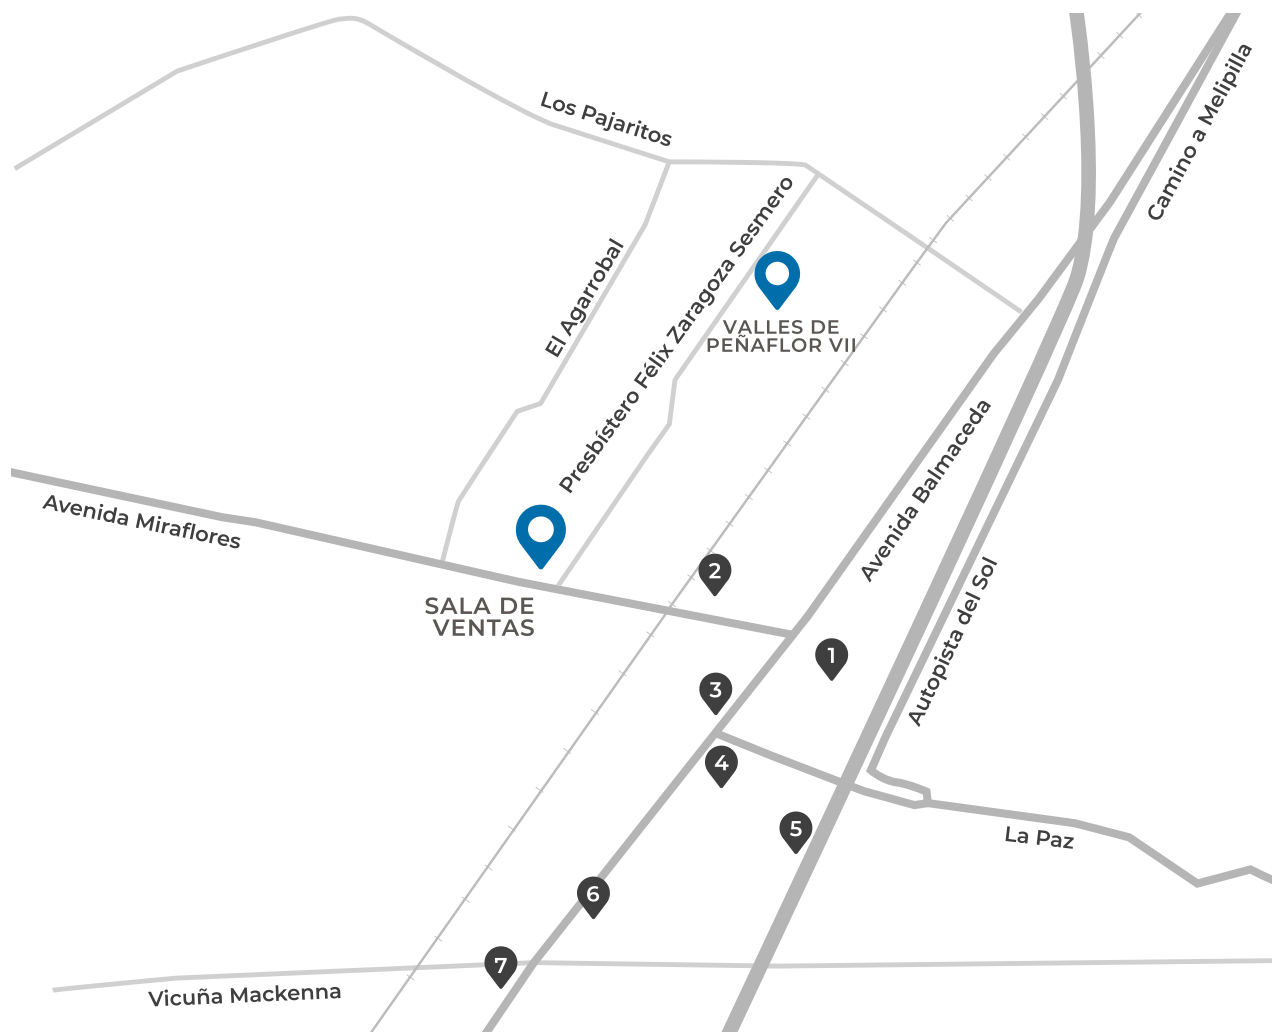 Los Pajaritos
Camino a Melipilla
Presbístero Félix Zaragoza Sesmero
El Agarrobal
VALLES DE
PEÑAFLOR VII
Avenida Balmaceda
Avenida Miraflores
SALA DE
VENTAS
2
Autopista del Sol
1
3
4
5
La Paz
6
7
Vicuña Mackenna